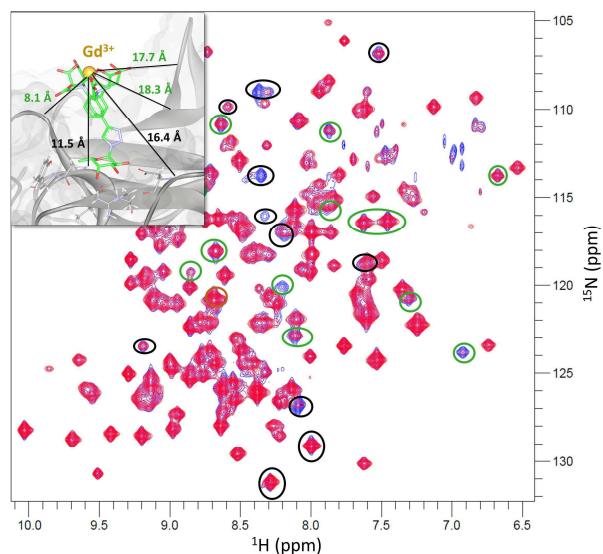 Gd³⁺
17.7 Å
8.1 Å
18.3 Å
11.5 Å
16.4 Å
105
110
115
120
125
130
¹⁵N (ppm)
10.0 9.5 9.0 8.5 8.0 7.5 7.0 6.5
¹H (ppm)